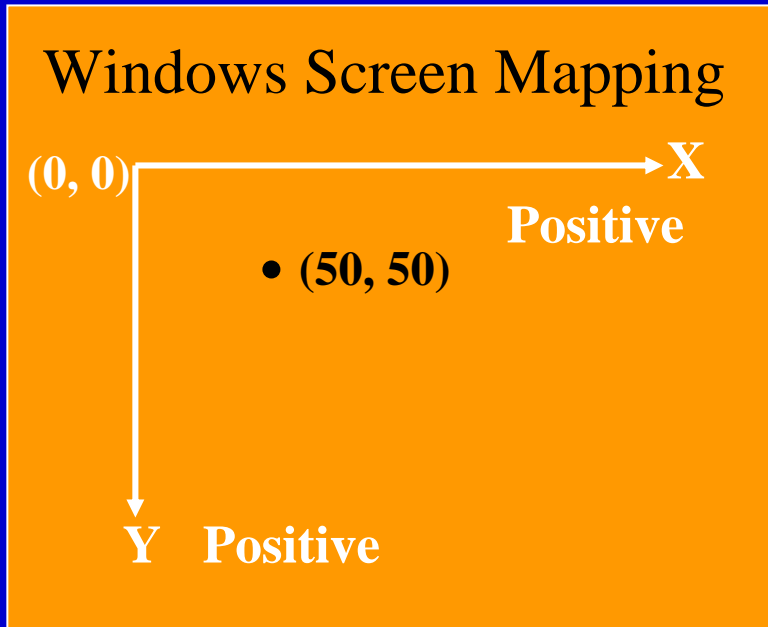 Windows Screen Mapping
(0, 0) X
Positive
• (50, 50)
Y Positive